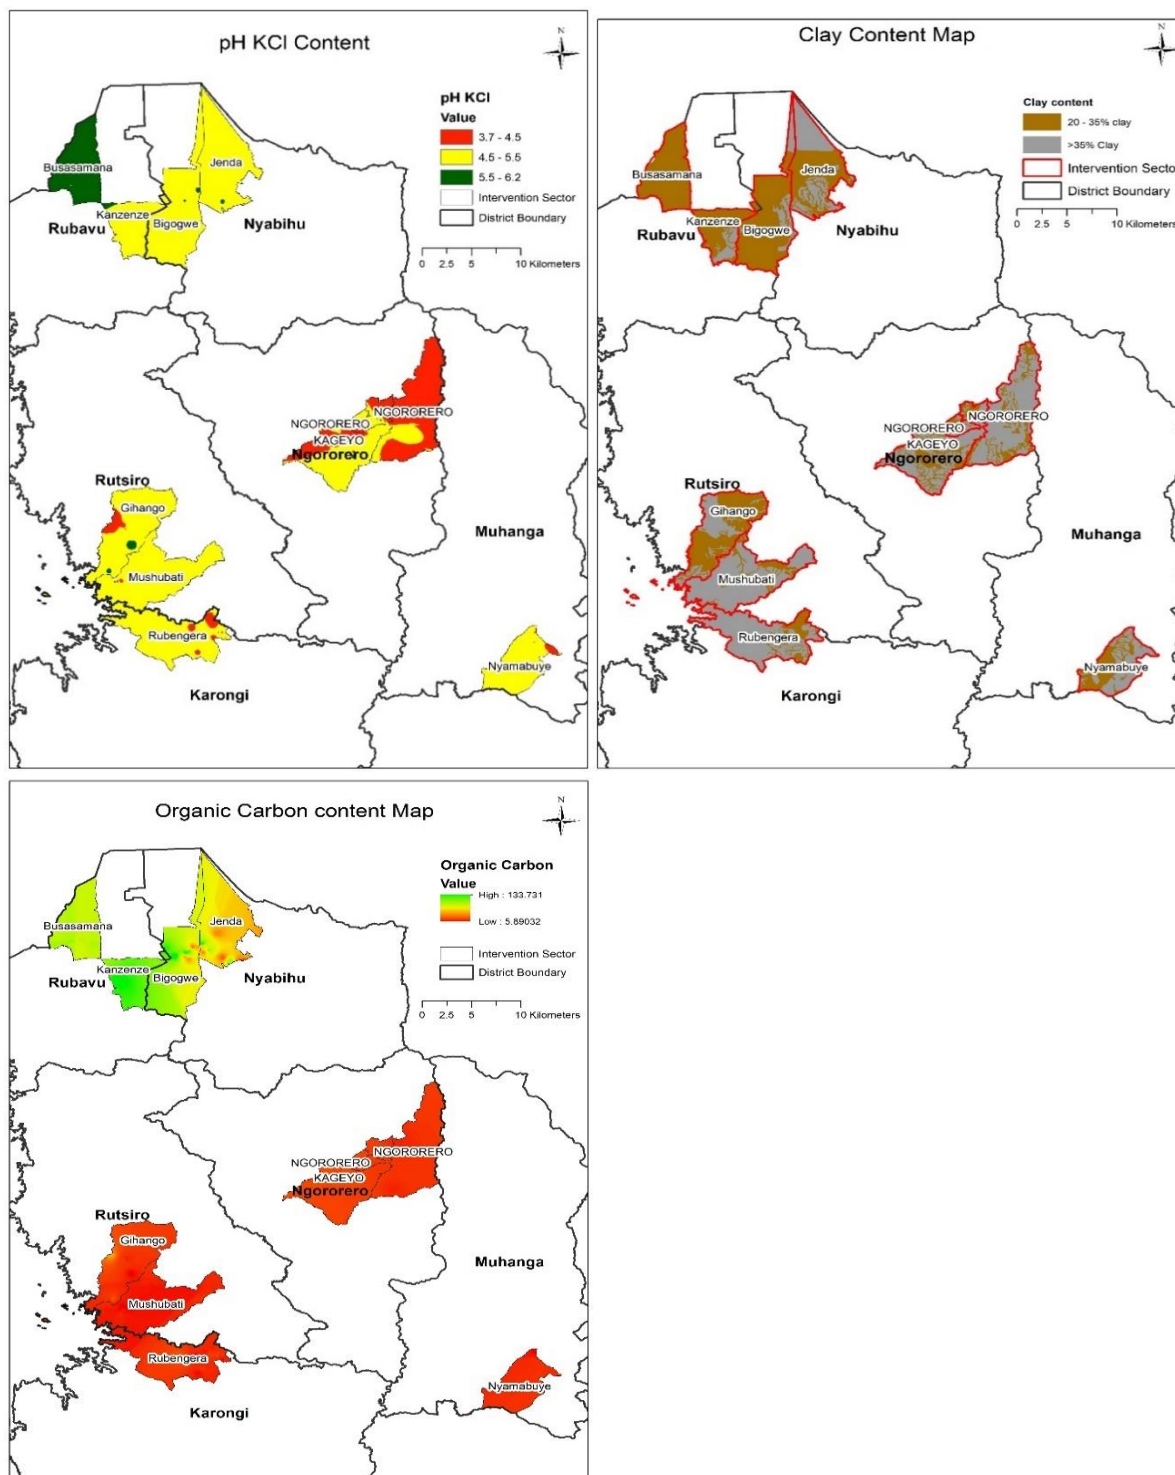 pH KCl Content
N
pH KCl
Value
3.7 - 4.5
4.5 - 5.5
5.5 - 6.2
Intervention Sector
District Boundary
0 2.5 5 10 Kilometers
Jenda
Busasamana
Kanzenze
Bigogwe
Rubavu
Nyabihu
NGORORERO
NGORORERO
KAGEYO
Ngororero
Rutsiro
Gihango
Muhanga
Mushubati
Rubengera
Nyamabuye
Karongi
Clay Content Map
N
Clay content
20 - 35% clay
>35% Clay
Intervention Sector
District Boundary
0 2.5 5 10 Kilometers
Jenda
Busasamana
Kanzenze
Bigogwe
Rubavu
Nyabihu
NGORORERO
NGORORERO
KAGEYO
Ngororero
Rutsiro
Gihango
Muhanga
Mushubati
Rubengera
Nyamabuye
Karongi
Organic Carbon content Map
N
Organic Carbon
Value
High : 133.731
Low : 5.89032
Intervention Sector
District Boundary
0 2.5 5 10 Kilometers
Jenda
Busasamana
Kanzenze
Bigogwe
Rubavu
Nyabihu
NGORORERO
NGORORERO
KAGEYO
Ngororero
Rutsiro
Gihango
Muhanga
Mushubati
Rubengera
Nyamabuye
Karongi